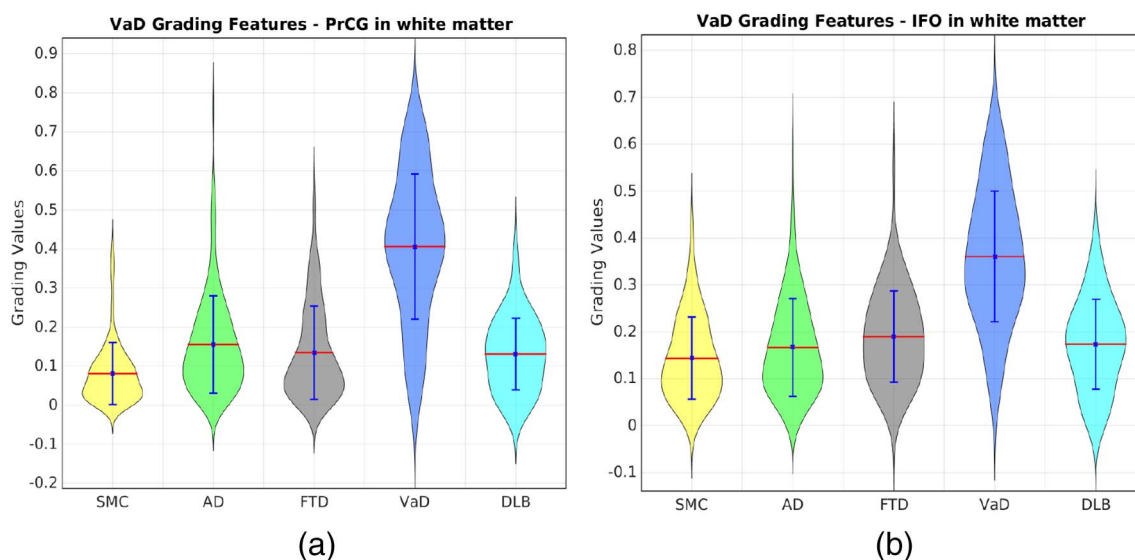 VaD Grading Features - PrCG in white matter
Grading Values
0.9
0.8
0.7
0.6
0.5
0.4
0.3
0.2
0.1
0
-0.1
-0.2
SMC AD FTD VaD DLB
(a)
VaD Grading Features - IFO in white matter
Grading Values
0.8
0.7
0.6
0.5
0.4
0.3
0.2
0.1
0
-0.1
SMC AD FTD VaD DLB
(b)